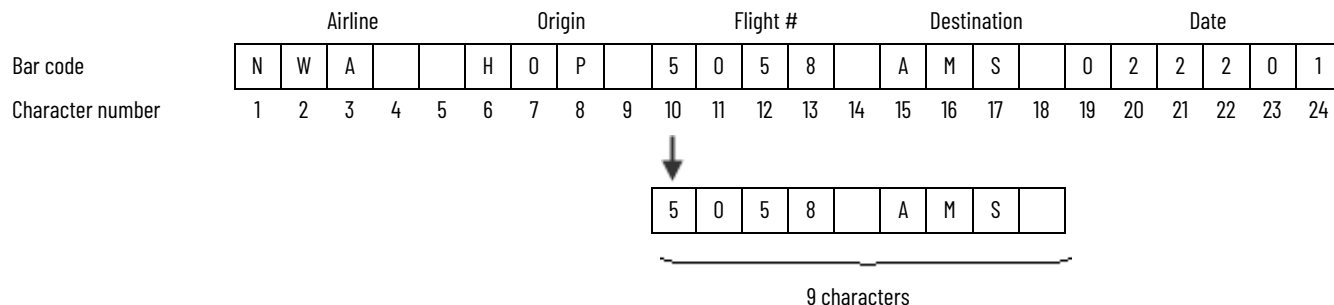 Airline Origin Flight # Destination Date
Bar code N W A H O P 5 0 5 8 A M S 0 2 2 2 0 1
Character number 1 2 3 4 5 6 7 8 9 10 11 12 13 14 15 16 17 18 19 20 21 22 23 24
5 0 5 8 A M S
9 characters